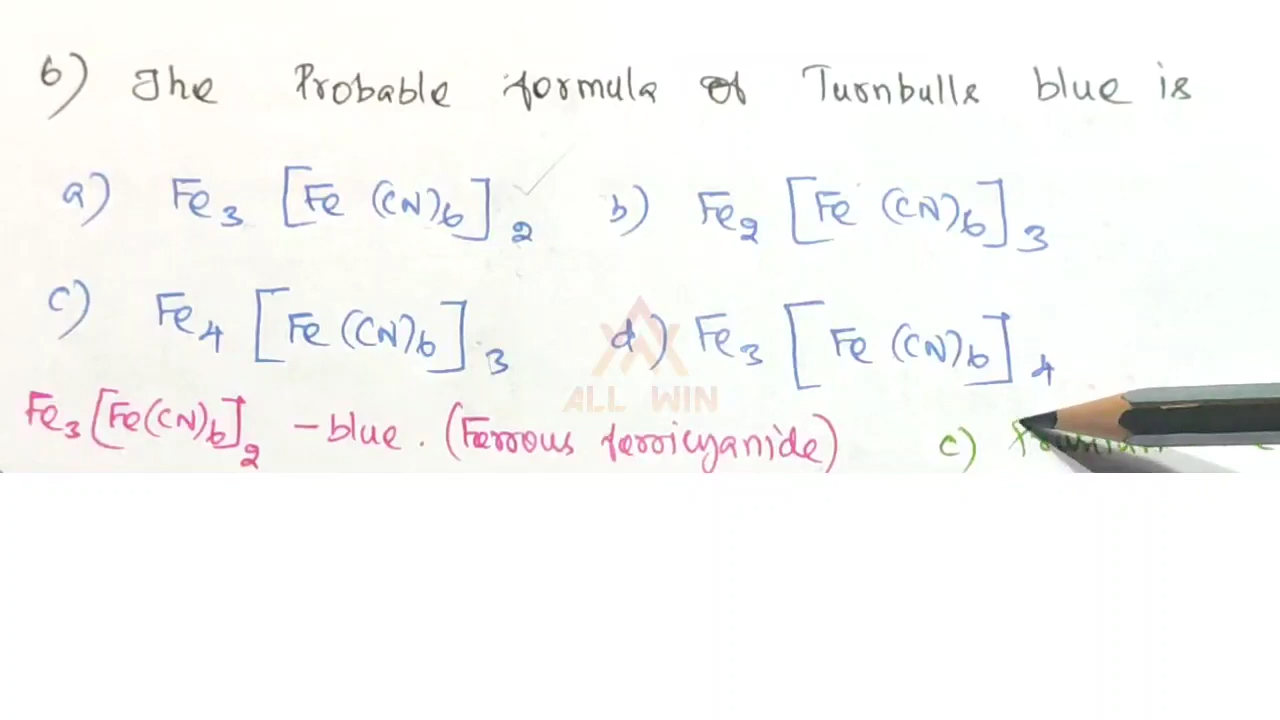 6) The Probable formula of Turnbulls blue is
a) Fe₃ [Fe (CN)₆]₂ ✓ b) Fe₂ [Fe (CN)₆]₃
c) Fe₄ [Fe (CN)₆]₃ d) Fe₃ [Fe (CN)₆]₄
ALL WIN
Fe₃[Fe(CN)₆]₂ – blue. (Ferrous ferricyanide) c)